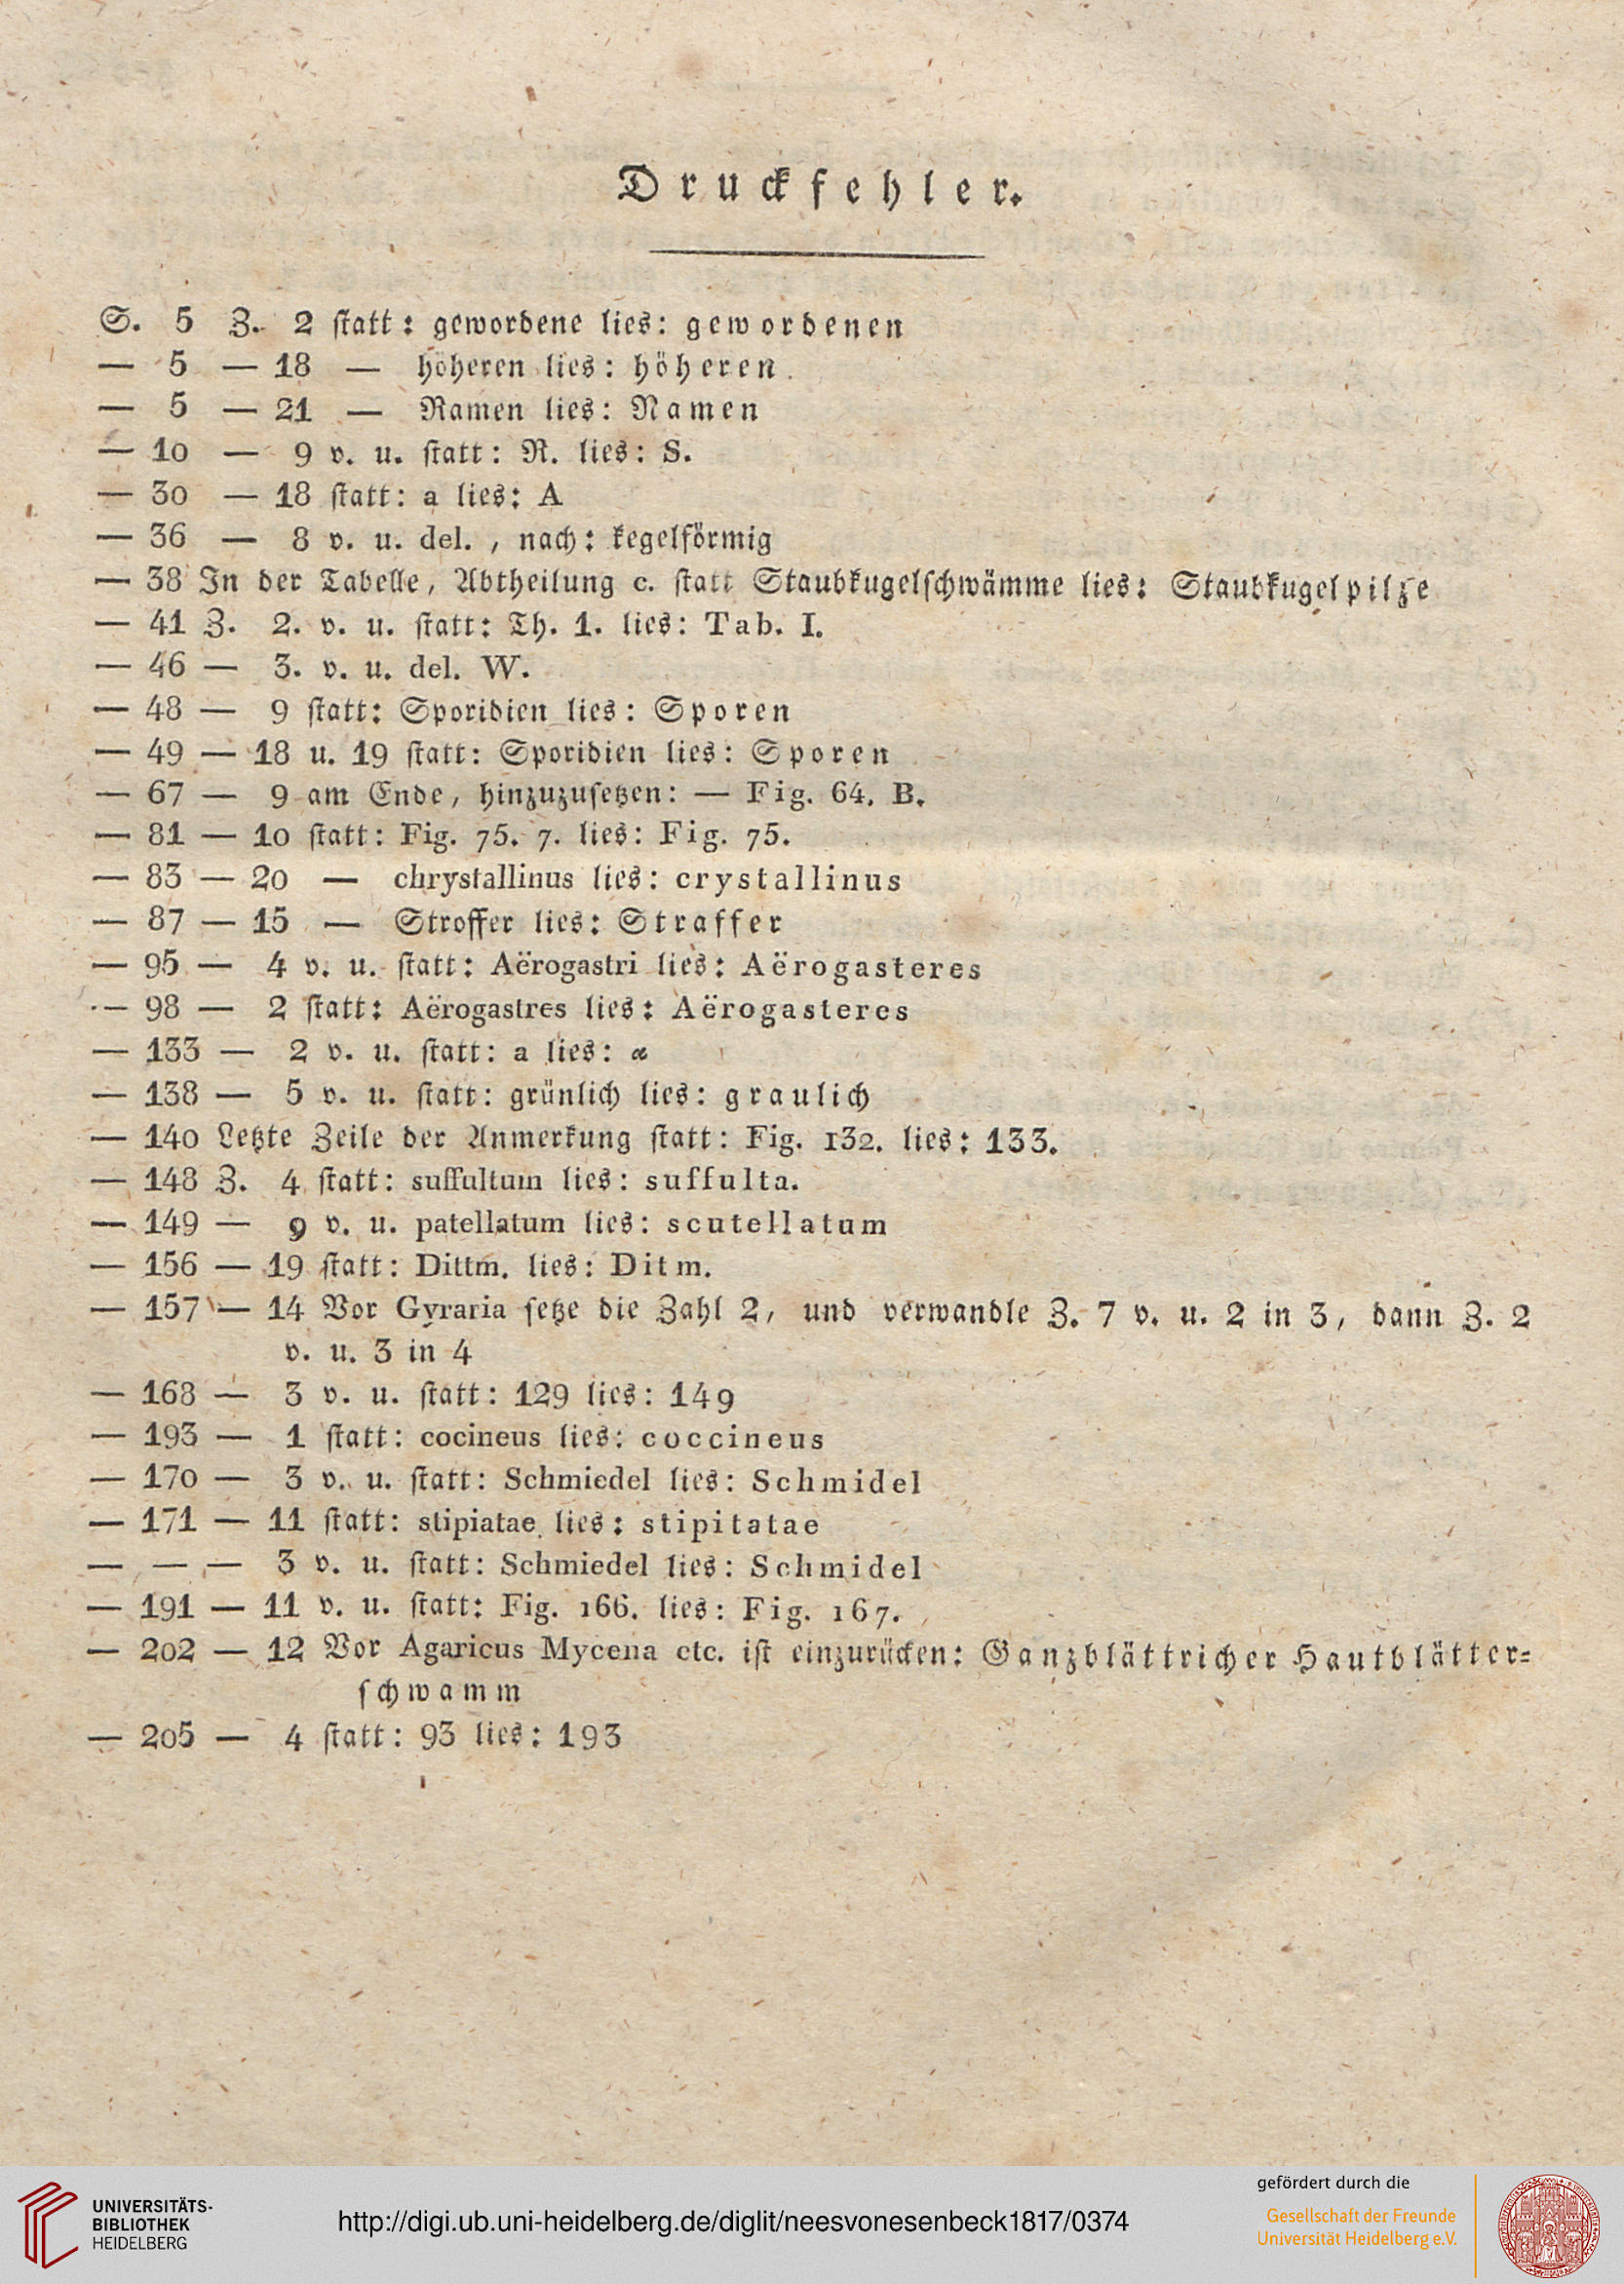 Druckfehler.
S. 5 Z. 2 statt: gewordene lies: gewordenen
— 5 — 18 — höheren lies: höheren
— 5 — 21 — Ramen lies: Namen
— 10 — 9 v. u. statt: R. lies: S.
— 30 — 18 statt: a lies: A
— 36 — 8 v. u. del. , nach: kegelförmig
— 38 In der Tabelle, Abtheilung c. statt Staubkugelschwämme lies: Staubkugelpilze
— 41 Z. 2. v. u. statt: Th. 1. lies: Tab. I.
— 46 — 3. v. u. del. W.
— 48 — 9 statt: Sporidien lies: Sporen
— 49 — 18 u. 19 statt: Sporidien lies: Sporen
— 67 — 9 am Ende, hinzuzusetzen: — Fig. 64. B.
— 81 — 10 statt: Fig. 75. 7. lies: Fig. 75.
— 83 — 20 — chrystallinus lies: crystallinus
— 87 — 15 — Stroffer lies: Straffer
— 95 — 4 v. u. statt: Aërogastri lies: Aërogasteres
— 98 — 2 statt: Aërogastres lies: Aërogasteres
— 133 — 2 v. u. statt: a lies: α
— 138 — 5 v. u. statt: grünlich lies: graulich
— 140 Letzte Zeile der Anmerkung statt: Fig. 132. lies: 133.
— 148 Z. 4 statt: suffultum lies: suffulta.
— 149 — 9 v. u. patellatum lies: scutellatum
— 156 — 19 statt: Dittm. lies: Ditm.
— 157 — 14 Vor Gyraria setze die Zahl 2, und verwandle Z. 7 v. u. 2 in 3, dann Z. 2
v. u. 3 in 4
— 168 — 3 v. u. statt: 129 lies: 149
— 193 — 1 statt: cocineus lies: coccineus
— 170 — 3 v. u. statt: Schmiedel lies: Schmidel
— 171 — 11 statt: stipiatae lies: stipitatae
— — — 3 v. u. statt: Schmiedel lies: Schmidel
— 191 — 11 v. u. statt: Fig. 166. lies: Fig. 167.
— 202 — 12 Vor Agaricus Mycena etc. ist einzurücken: Ganzblättricher Hautblätter-
schwamm
— 205 — 4 statt: 93 lies: 193
UNIVERSITÄTS-
BIBLIOTHEK
HEIDELBERG
http://digi.ub.uni-heidelberg.de/diglit/neesvonesenbeck1817/0374
gefördert durch die
Gesellschaft der Freunde
Universität Heidelberg e.V.